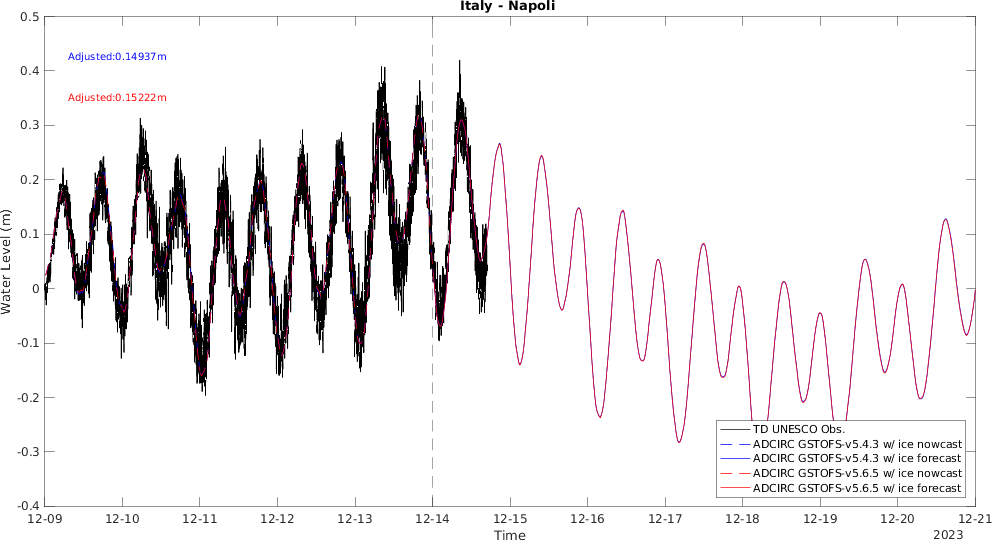 Italy - Napoli
Adjusted:0.14937m
Adjusted:0.15222m
Water Level (m)
0.5
0.4
0.3
0.2
0.1
0
-0.1
-0.2
-0.3
-0.4
TD UNESCO Obs.
ADCIRC GSTOFS-v5.4.3 w/ ice nowcast
ADCIRC GSTOFS-v5.4.3 w/ ice forecast
ADCIRC GSTOFS-v5.6.5 w/ ice nowcast
ADCIRC GSTOFS-v5.6.5 w/ ice forecast
12-09 12-10 12-11 12-12 12-13 12-14 12-15 12-16 12-17 12-18 12-19 12-20 12-21
Time
2023